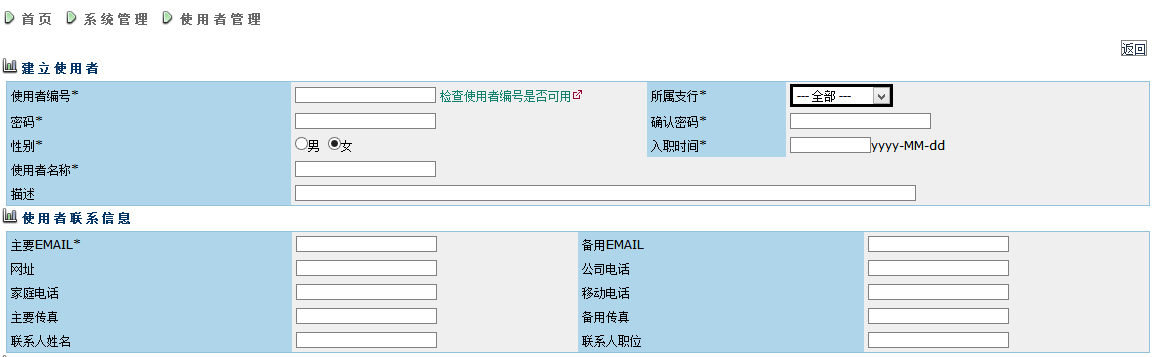 首页 系统管理 使用者管理
返回
建立使用者
使用者编号* 检查使用者编号是否可用 所属支行* --- 全部 ---
密码* 确认密码*
性别* 男 女 入职时间* yyyy-MM-dd
使用者名称*
描述
使用者联系信息
主要EMAIL* 备用EMAIL
网址 公司电话
家庭电话 移动电话
主要传真 备用传真
联系人姓名 联系人职位